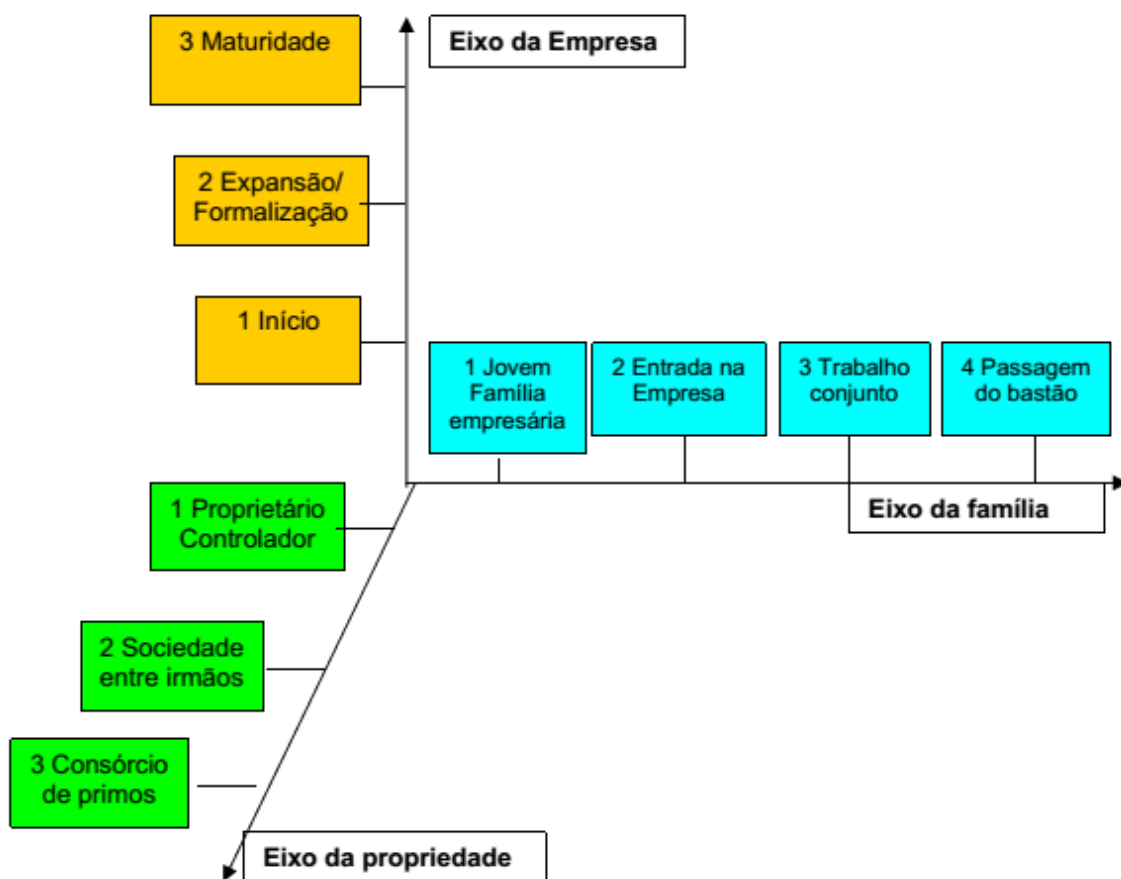 3 Maturidade
Eixo da Empresa
2 Expansão/
Formalização
1 Início
1 Jovem
Família
empresária
2 Entrada na
Empresa
3 Trabalho
conjunto
4 Passagem
do bastão
Eixo da família
1 Proprietário
Controlador
2 Sociedade
entre irmãos
3 Consórcio
de primos
Eixo da propriedade